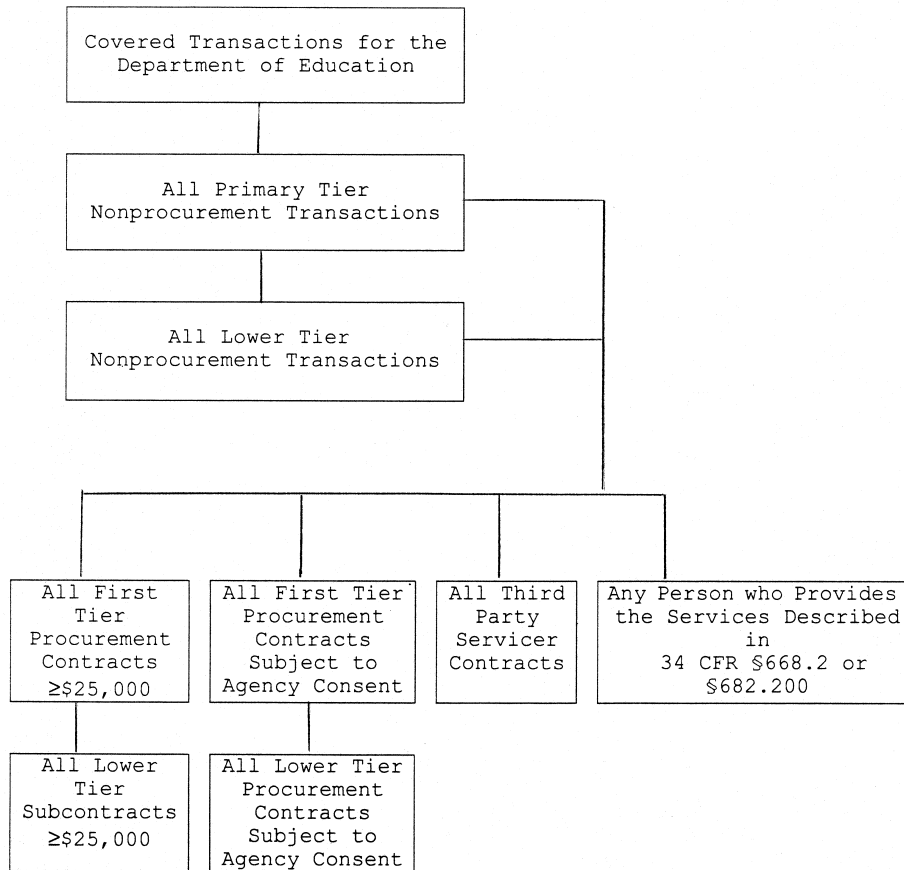 Covered Transactions for the
Department of Education
All Primary Tier
Nonprocurement Transactions
All Lower Tier
Nonprocurement Transactions
All First
Tier
Procurement
Contracts
≥$25,000
All First Tier
Procurement
Contracts
Subject to
Agency Consent
All Third
Party
Servicer
Contracts
Any Person who Provides
the Services Described
in
34 CFR §668.2 or
§682.200
All Lower
Tier
Subcontracts
≥$25,000
All Lower Tier
Procurement
Contracts
Subject to
Agency Consent